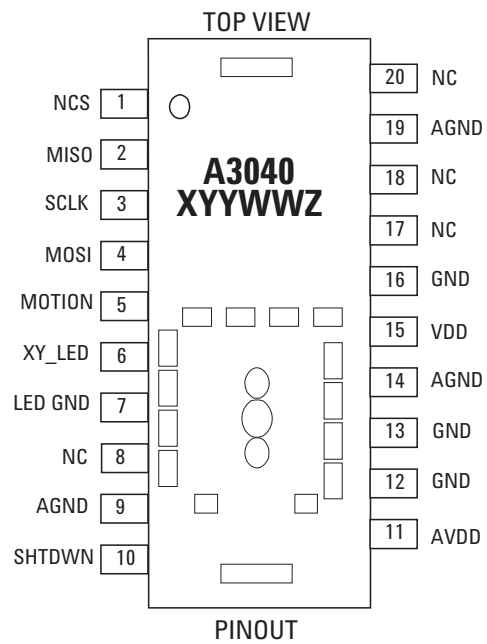 TOP VIEW
NCS 1
MISO 2
SCLK 3
MOSI 4
MOTION 5
XY_LED 6
LED GND 7
NC 8
AGND 9
SHTDWN 10
A3040
XYYWWZ
20 NC
19 AGND
18 NC
17 NC
16 GND
15 VDD
14 AGND
13 GND
12 GND
11 AVDD
PINOUT